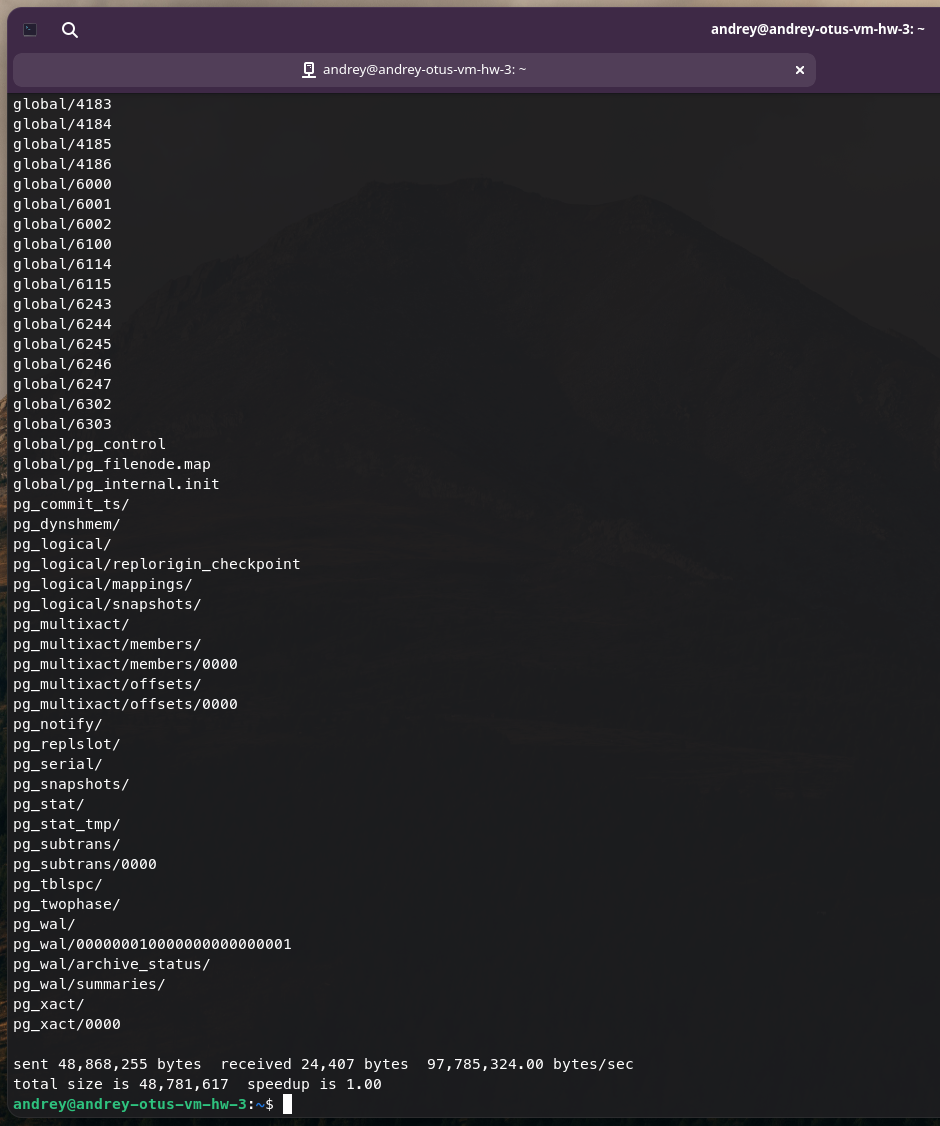 andrey@andrey-otus-vm-hw-3: ~
andrey@andrey-otus-vm-hw-3: ~
global/4183
global/4184
global/4185
global/4186
global/6000
global/6001
global/6002
global/6100
global/6114
global/6115
global/6243
global/6244
global/6245
global/6246
global/6247
global/6302
global/6303
global/pg_control
global/pg_filenode.map
global/pg_internal.init
pg_commit_ts/
pg_dynshmem/
pg_logical/
pg_logical/replorigin_checkpoint
pg_logical/mappings/
pg_logical/snapshots/
pg_multixact/
pg_multixact/members/
pg_multixact/members/0000
pg_multixact/offsets/
pg_multixact/offsets/0000
pg_notify/
pg_replslot/
pg_serial/
pg_snapshots/
pg_stat/
pg_stat_tmp/
pg_subtrans/
pg_subtrans/0000
pg_tblspc/
pg_twophase/
pg_wal/
pg_wal/000000010000000000000001
pg_wal/archive_status/
pg_wal/summaries/
pg_xact/
pg_xact/0000
sent 48,868,255 bytes  received 24,407 bytes  97,785,324.00 bytes/sec
total size is 48,781,617  speedup is 1.00
andrey@andrey-otus-vm-hw-3:~$